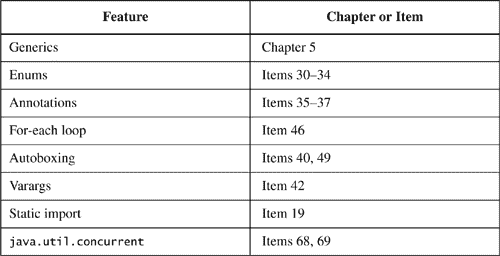 Feature Chapter or Item
Generics Chapter 5
Enums Items 30–34
Annotations Items 35–37
For-each loop Item 46
Autoboxing Items 40, 49
Varargs Item 42
Static import Item 19
java.util.concurrent Items 68, 69